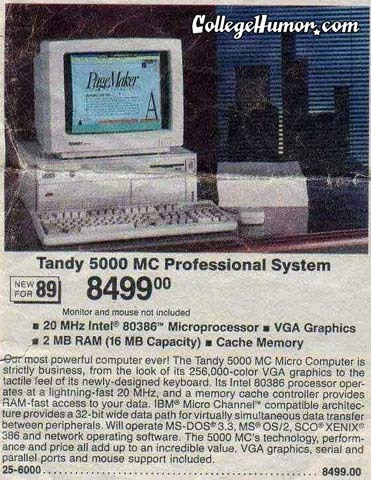 CollegeHumor.com
PageMaker
A
Tandy 5000 MC Professional System
NEW FOR 89
8499⁰⁰
Monitor and mouse not included
■ 20 MHz Intel® 80386™ Microprocessor ■ VGA Graphics
■ 2 MB RAM (16 MB Capacity) ■ Cache Memory
Our most powerful computer ever! The Tandy 5000 MC Micro Computer is
strictly business, from the look of its 256,000-color VGA graphics to the
tactile feel of its newly-designed keyboard. Its Intel 80386 processor oper-
ates at a lightning-fast 20 MHz, and a memory cache controller provides
RAM-fast access to your data. IBM® Micro Channel™ compatible architec-
ture provides a 32-bit wide data path for virtually simultaneous data transfer
between peripherals. Will operate MS-DOS® 3.3, MS® OS/2, SCO® XENIX®
386 and network operating software. The 5000 MC's technology, perform-
ance and price all add up to an incredible value. VGA graphics, serial and
parallel ports and mouse support included.
25-6000 8499.00